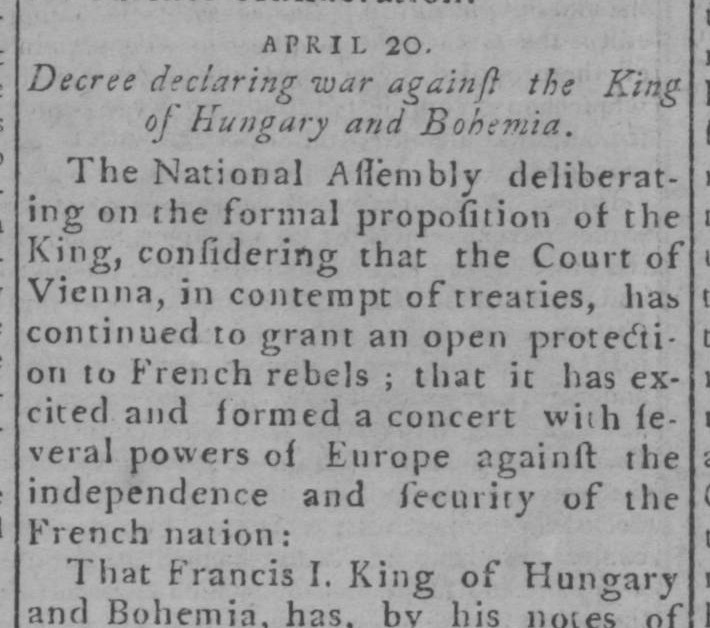 APRIL 20.
Decree declaring war againſt the King
of Hungary and Bohemia.
The National Aſſembly deliberat-
ing on the formal propoſition of the
King, conſidering that the Court of
Vienna, in contempt of treaties, has
continued to grant an open protecti-
on to French rebels ; that it has ex-
cited and formed a concert with ſe-
veral powers of Europe againſt the
independence and ſecurity of the
French nation:
That Francis I. King of Hungary
and Bohemia, has, by his notes of